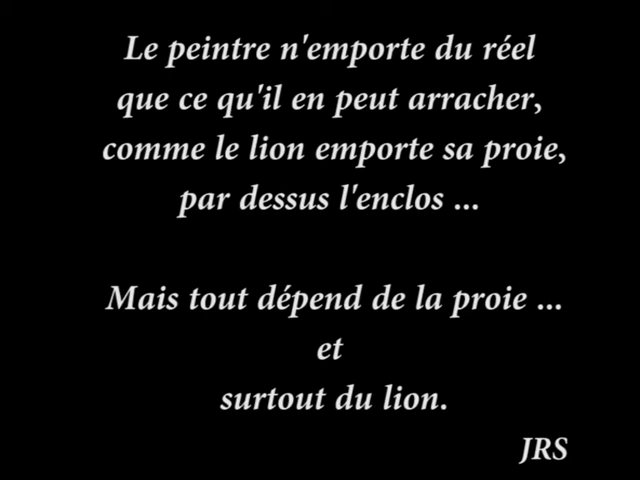 Le peintre n'emporte du réel
que ce qu'il en peut arracher,
comme le lion emporte sa proie,
par dessus l'enclos ...
Mais tout dépend de la proie ...
et
surtout du lion.
JRS